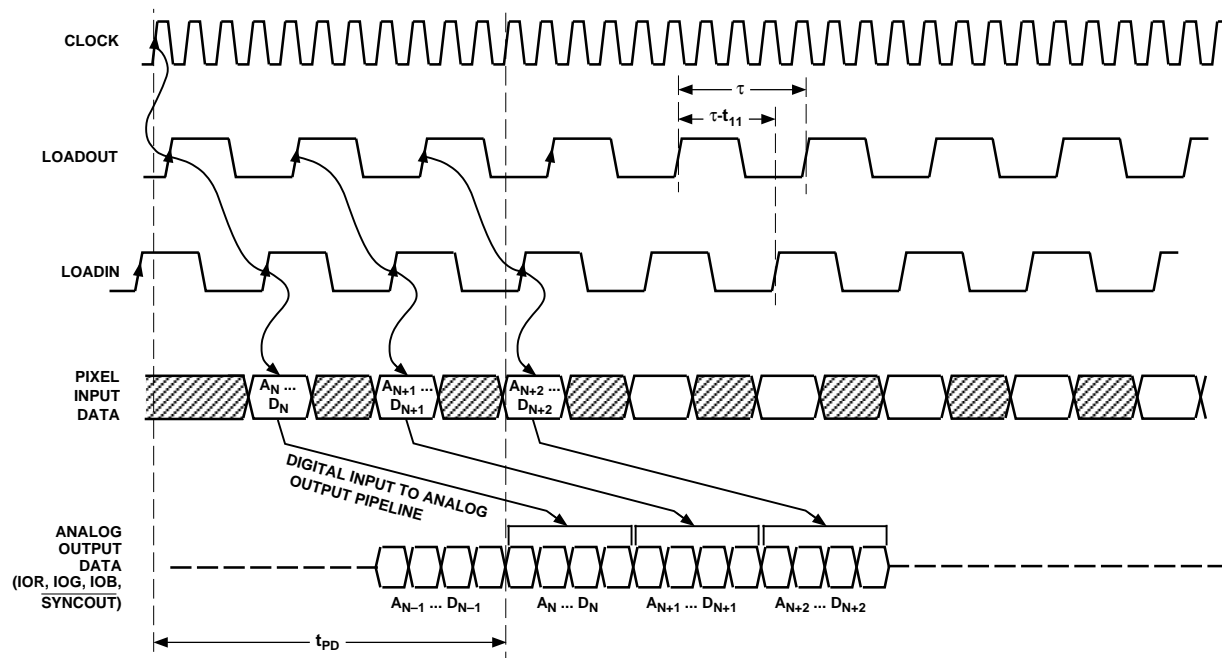 CLOCK
τ
τ-t11
LOADOUT
LOADIN
PIXEL
INPUT
DATA
AN ...
DN
AN+1 ...
DN+1
AN+2 ...
DN+2
DIGITAL INPUT TO ANALOG
OUTPUT PIPELINE
ANALOG
OUTPUT
DATA
(IOR, IOG, IOB,
SYNCOUT)
AN–1 ... DN–1
AN ... DN
AN+1 ... DN+1
AN+2 ... DN+2
tPD